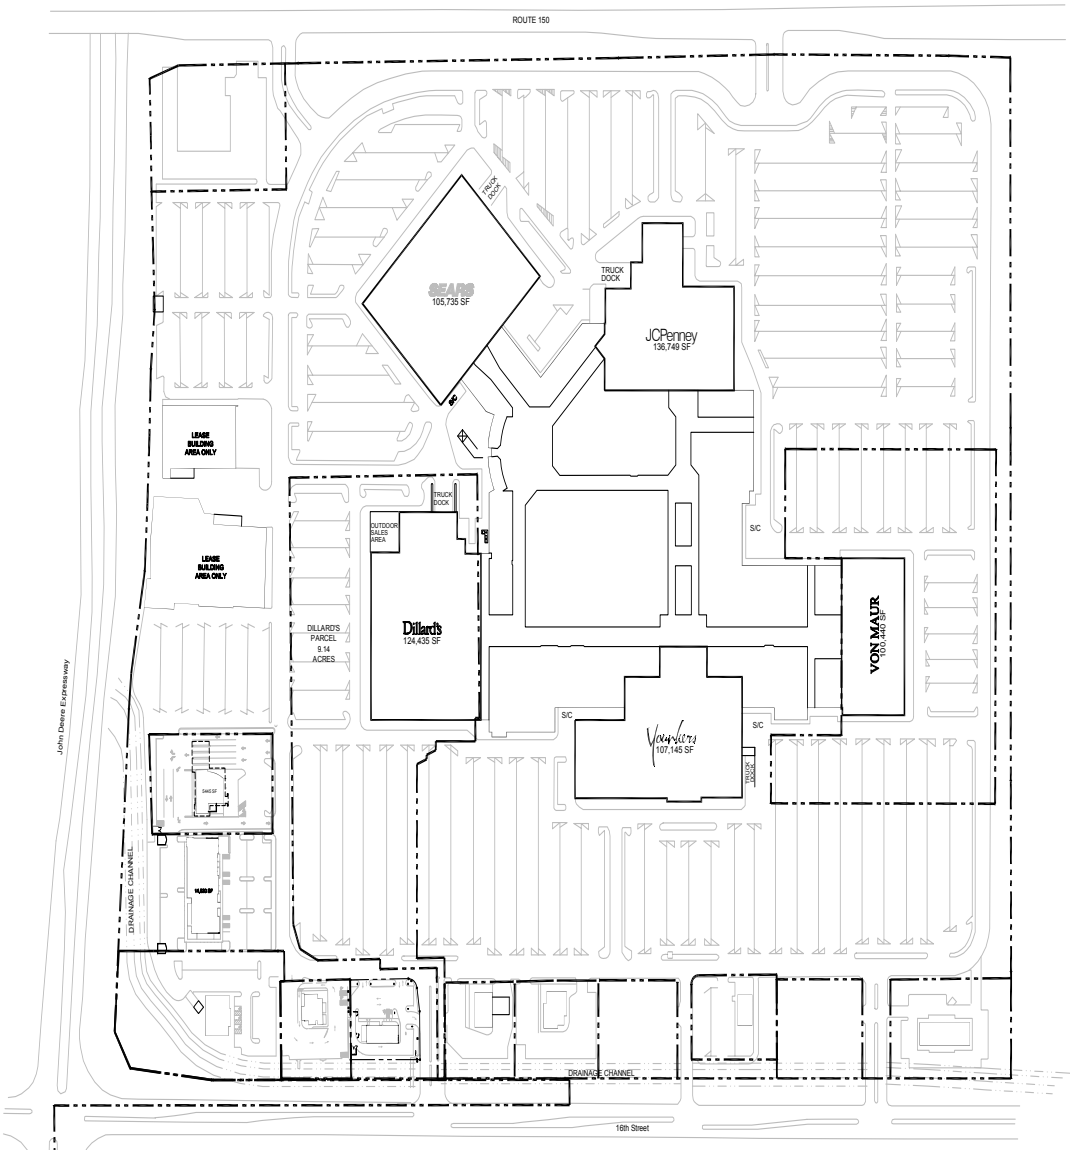 ROUTE 150
TRUCK
DOCK
SEARS
105,735 SF
TRUCK
DOCK
JCPenney
136,749 SF
S/C
LEASE
BUILDING
AREA ONLY
TRUCK
DOCK
OUTDOOR
SALES
AREA
S/C
LEASE
BUILDING
AREA ONLY
VON MAUR
100,440 SF
Dillard's
124,435 SF
DILLARD'S
PARCEL
9.14
ACRES
John Deere Expressway
S/C
S/C
Younkers
107,145 SF
TRUCK
DOCK
DRAINAGE CHANNEL
DRAINAGE CHANNEL
16th Street